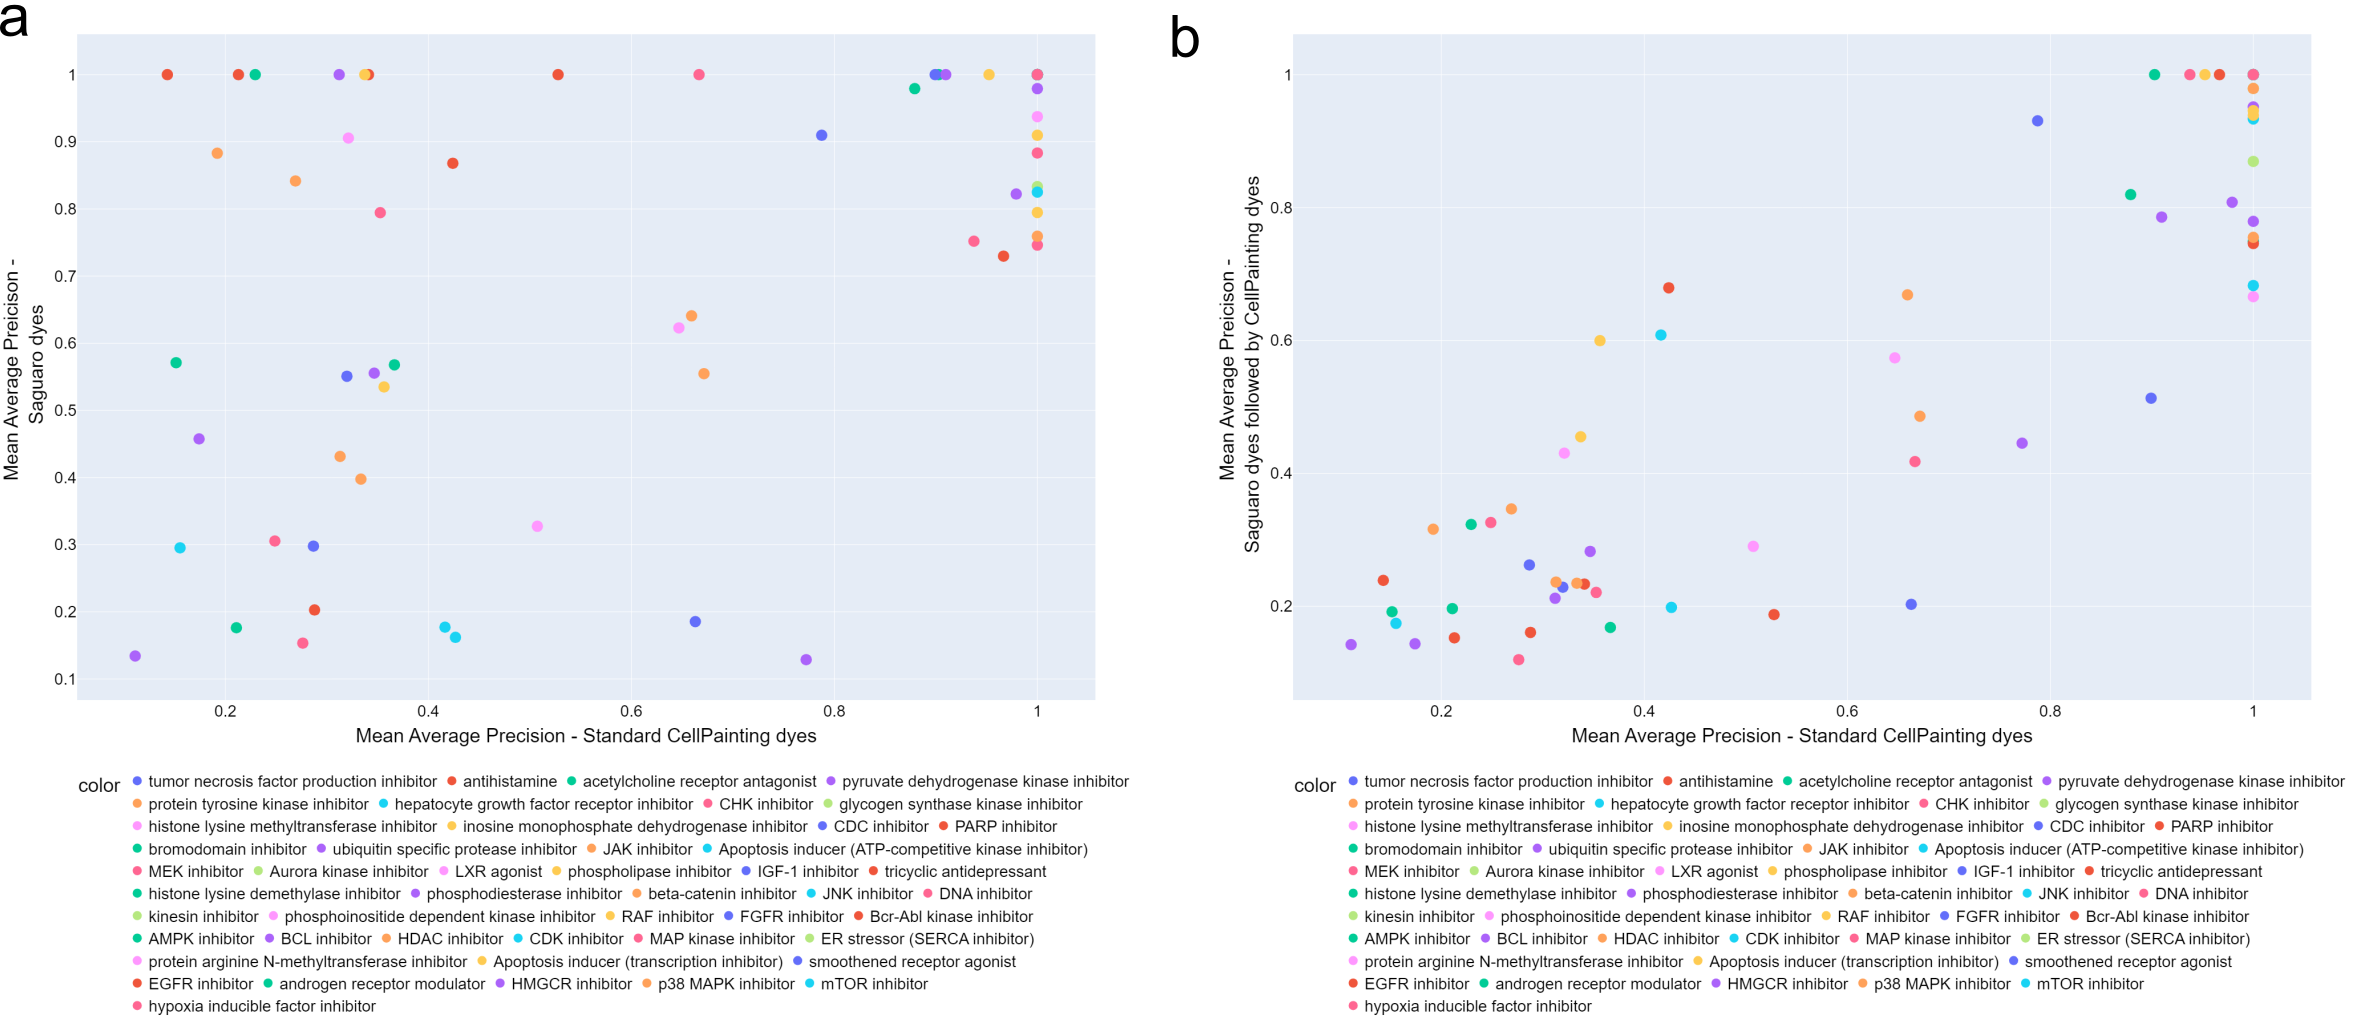 a
1
0.9
0.8
0.7
0.6
0.5
0.4
0.3
0.2
0.1
Mean Average Preicison -
Saguaro dyes
0.2 0.4 0.6 0.8 1
Mean Average Precision - Standard CellPainting dyes
color
tumor necrosis factor production inhibitor antihistamine acetylcholine receptor antagonist pyruvate dehydrogenase kinase inhibitor
protein tyrosine kinase inhibitor hepatocyte growth factor receptor inhibitor CHK inhibitor glycogen synthase kinase inhibitor
histone lysine methyltransferase inhibitor inosine monophosphate dehydrogenase inhibitor CDC inhibitor PARP inhibitor
bromodomain inhibitor ubiquitin specific protease inhibitor JAK inhibitor Apoptosis inducer (ATP-competitive kinase inhibitor)
MEK inhibitor Aurora kinase inhibitor LXR agonist phospholipase inhibitor IGF-1 inhibitor tricyclic antidepressant
histone lysine demethylase inhibitor phosphodiesterase inhibitor beta-catenin inhibitor JNK inhibitor DNA inhibitor
kinesin inhibitor phosphoinositide dependent kinase inhibitor RAF inhibitor FGFR inhibitor Bcr-Abl kinase inhibitor
AMPK inhibitor BCL inhibitor HDAC inhibitor CDK inhibitor MAP kinase inhibitor ER stressor (SERCA inhibitor)
protein arginine N-methyltransferase inhibitor Apoptosis inducer (transcription inhibitor) smoothened receptor agonist
EGFR inhibitor androgen receptor modulator HMGCR inhibitor p38 MAPK inhibitor mTOR inhibitor
hypoxia inducible factor inhibitor
b
1
0.8
0.6
0.4
0.2
Mean Average Preicison -
Saguaro dyes followed by CellPainting dyes
0.2 0.4 0.6 0.8 1
Mean Average Precision - Standard CellPainting dyes
color
tumor necrosis factor production inhibitor antihistamine acetylcholine receptor antagonist pyruvate dehydrogenase kinase inhibitor
protein tyrosine kinase inhibitor hepatocyte growth factor receptor inhibitor CHK inhibitor glycogen synthase kinase inhibitor
histone lysine methyltransferase inhibitor inosine monophosphate dehydrogenase inhibitor CDC inhibitor PARP inhibitor
bromodomain inhibitor ubiquitin specific protease inhibitor JAK inhibitor Apoptosis inducer (ATP-competitive kinase inhibitor)
MEK inhibitor Aurora kinase inhibitor LXR agonist phospholipase inhibitor IGF-1 inhibitor tricyclic antidepressant
histone lysine demethylase inhibitor phosphodiesterase inhibitor beta-catenin inhibitor JNK inhibitor DNA inhibitor
kinesin inhibitor phosphoinositide dependent kinase inhibitor RAF inhibitor FGFR inhibitor Bcr-Abl kinase inhibitor
AMPK inhibitor BCL inhibitor HDAC inhibitor CDK inhibitor MAP kinase inhibitor ER stressor (SERCA inhibitor)
protein arginine N-methyltransferase inhibitor Apoptosis inducer (transcription inhibitor) smoothened receptor agonist
EGFR inhibitor androgen receptor modulator HMGCR inhibitor p38 MAPK inhibitor mTOR inhibitor
hypoxia inducible factor inhibitor